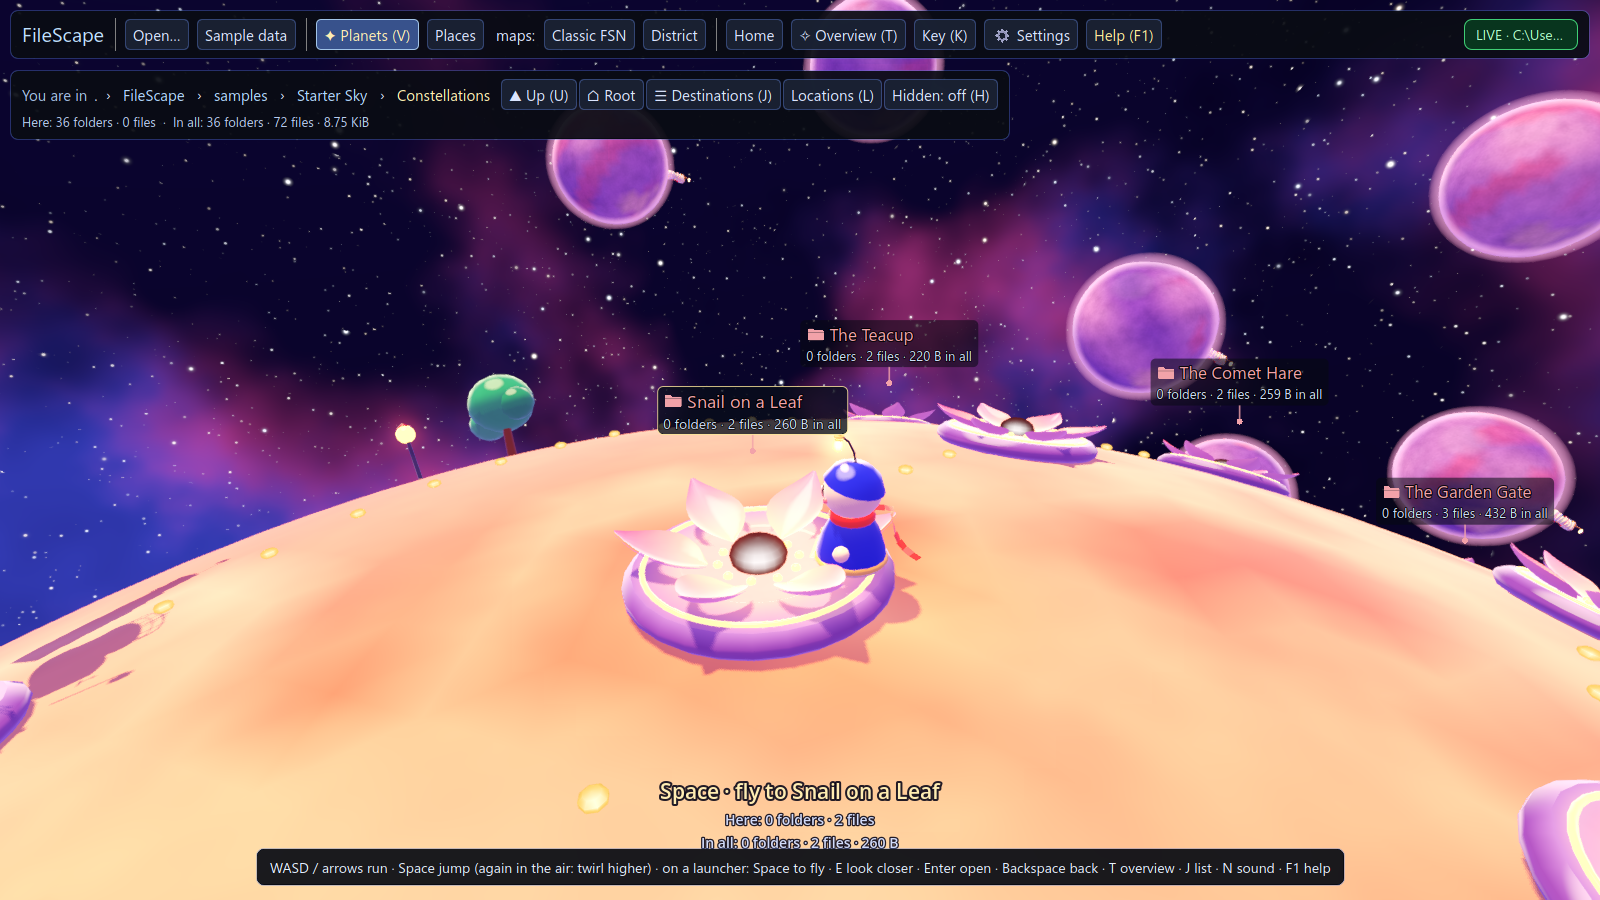 FileScape Open... Sample data ✦ Planets (V) Places maps: Classic FSN District Home ✧ Overview (T) Key (K) ⚙ Settings Help (F1) LIVE · C:\Use...
You are in . › FileScape › samples › Starter Sky › Constellations ▲ Up (U) ⌂ Root ☰ Destinations (J) Locations (L) Hidden: off (H)
Here: 36 folders · 0 files · In all: 36 folders · 72 files · 8.75 KiB
The Teacup
0 folders · 2 files · 220 B in all
The Comet Hare
0 folders · 2 files · 259 B in all
Snail on a Leaf
0 folders · 2 files · 260 B in all
The Garden Gate
0 folders · 3 files · 432 B in all
Space · fly to Snail on a Leaf
Here: 0 folders · 2 files
In all: 0 folders · 2 files · 260 B
WASD / arrows run · Space jump (again in the air: twirl higher) · on a launcher: Space to fly · E look closer · Enter open · Backspace back · T overview · J list · N sound · F1 help